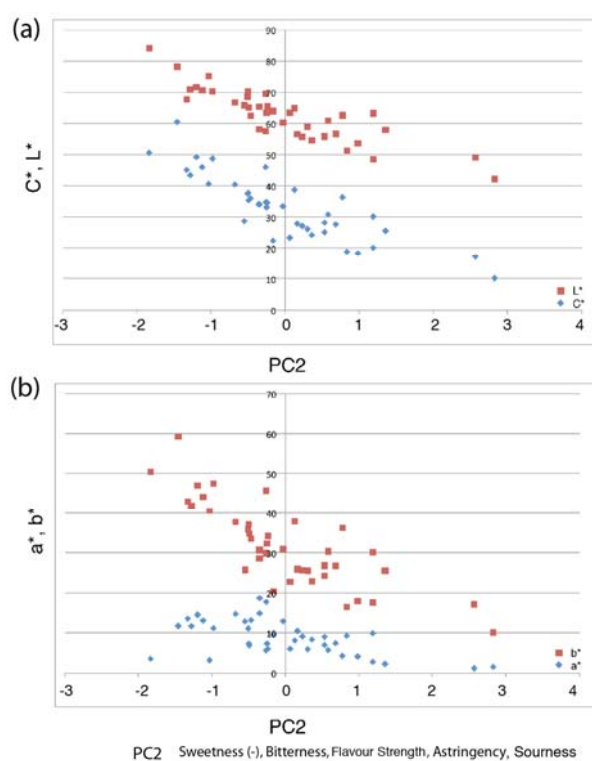 (a)
90
80
70
60
50
40
30
20
10
0
C*, L*
L*
C*
-3 -2 -1 0 1 2 3 4
PC2
(b)
70
60
50
40
30
20
10
0
a*, b*
b*
a*
-3 -2 -1 0 1 2 3 4
PC2
PC2 Sweetness (-), Bitterness, Flavour Strength, Astringency, Sourness